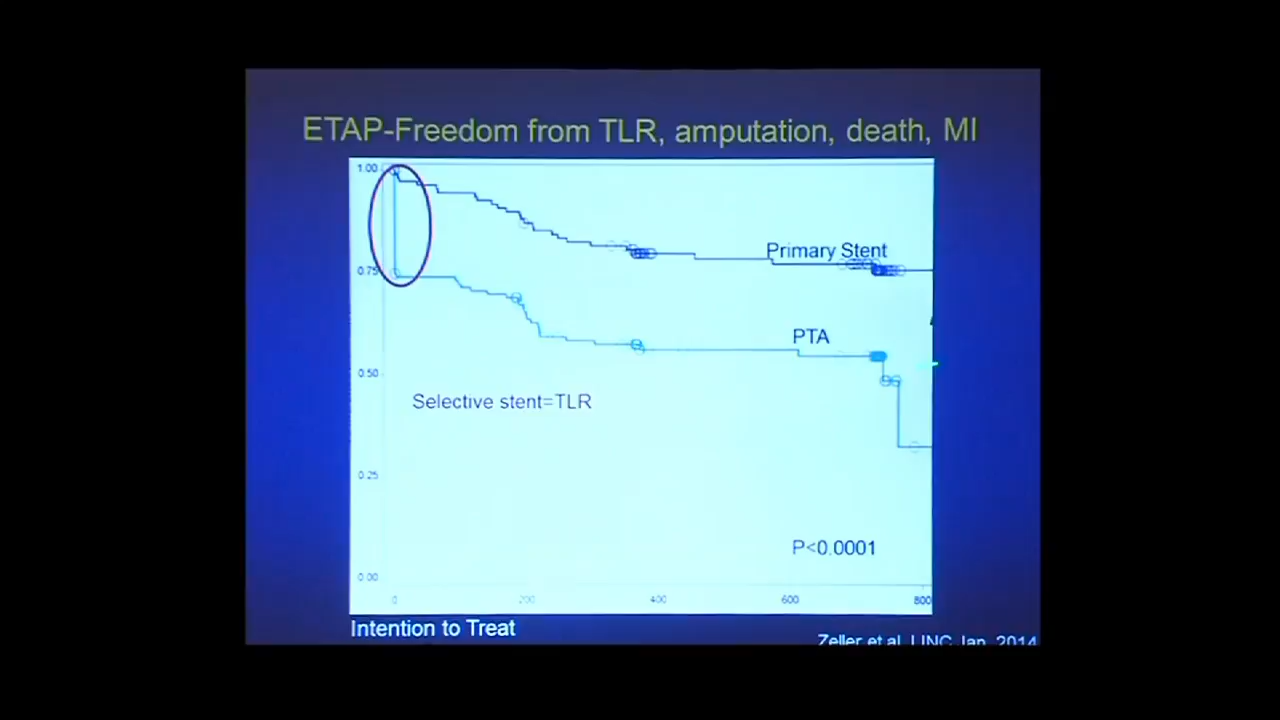 ETAP-Freedom from TLR, amputation, death, MI
1.00
Primary Stent
0.75
PTA
0.50
Selective stent=TLR
0.25
P<0.0001
0.00
0 200 400 600 800
Intention to Treat
Zeller et al, LINC Jan, 2014